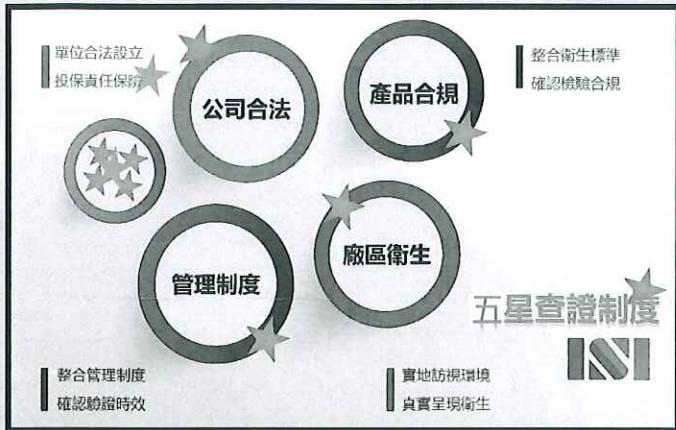 單位合法設立
投保責任保險
公司合法
產品合規
整合衛生標準
確認檢驗合規
管理制度
廠區衛生
五星查證制度
ISI
整合管理制度
確認驗證時效
實地訪視環境
真實呈現衛生